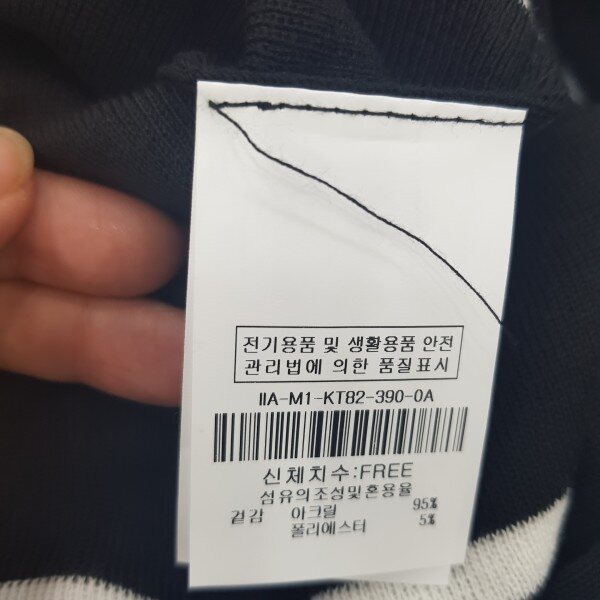 전기용품 및 생활용품 안전
관리법에 의한 품질표시
IIA-M1-KT82-390-0A
신체치수:FREE
섬유의조성및혼용율
겉감 아크릴 95%
폴리에스터 5%